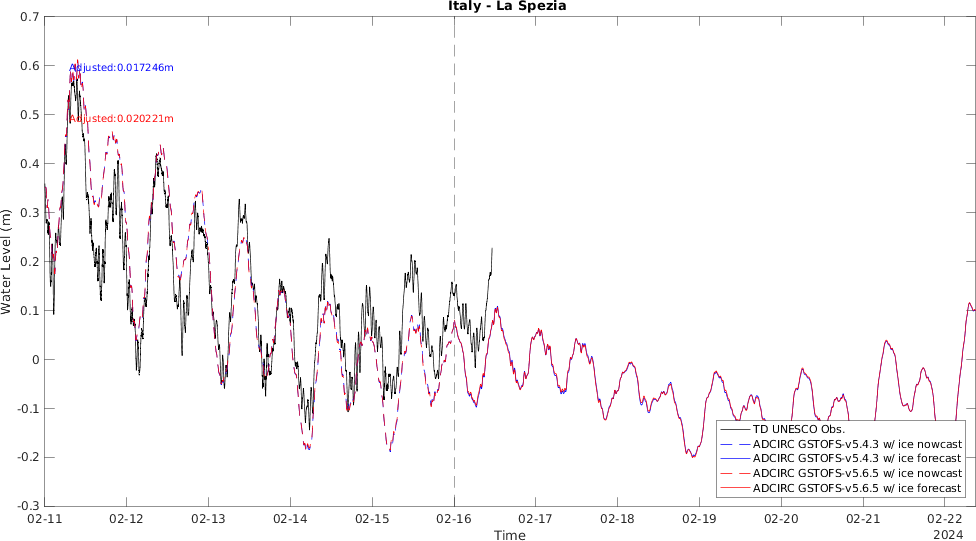 Italy - La Spezia
0.7
0.6
0.5
0.4
0.3
0.2
0.1
0
-0.1
-0.2
-0.3
Water Level (m)
Adjusted:0.017246m
Adjusted:0.020221m
TD UNESCO Obs.
ADCIRC GSTOFS-v5.4.3 w/ ice nowcast
ADCIRC GSTOFS-v5.4.3 w/ ice forecast
ADCIRC GSTOFS-v5.6.5 w/ ice nowcast
ADCIRC GSTOFS-v5.6.5 w/ ice forecast
02-11 02-12 02-13 02-14 02-15 02-16 02-17 02-18 02-19 02-20 02-21 02-22
Time
2024